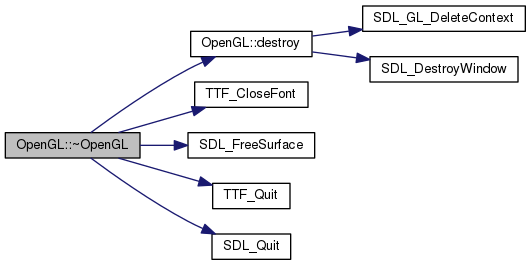 OpenGL::~OpenGL
OpenGL::destroy
SDL_GL_DeleteContext
SDL_DestroyWindow
TTF_CloseFont
SDL_FreeSurface
TTF_Quit
SDL_Quit